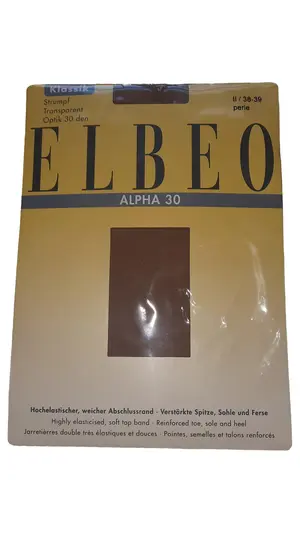 Klassik
Strumpf
Transparent
Optik 30 den
II / 38-39
perle
ELBEO
ALPHA 30
Hochelastischer, weicher Abschlussrand - Verstärkte Spitze, Sohle und Ferse
Highly elasticised, soft top band - Reinforced toe, sole and heel
Jarretières double très élastiques et douces - Pointes, semelles et talons renforcés